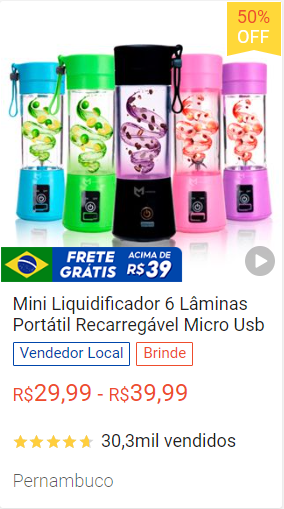 50%
OFF
FRETE
GRÁTIS
ACIMA DE
R$39
Mini Liquidificador 6 Lâminas
Portátil Recarregável Micro Usb
Vendedor Local
Brinde
R$29,99 - R$39,99
30,3mil vendidos
Pernambuco